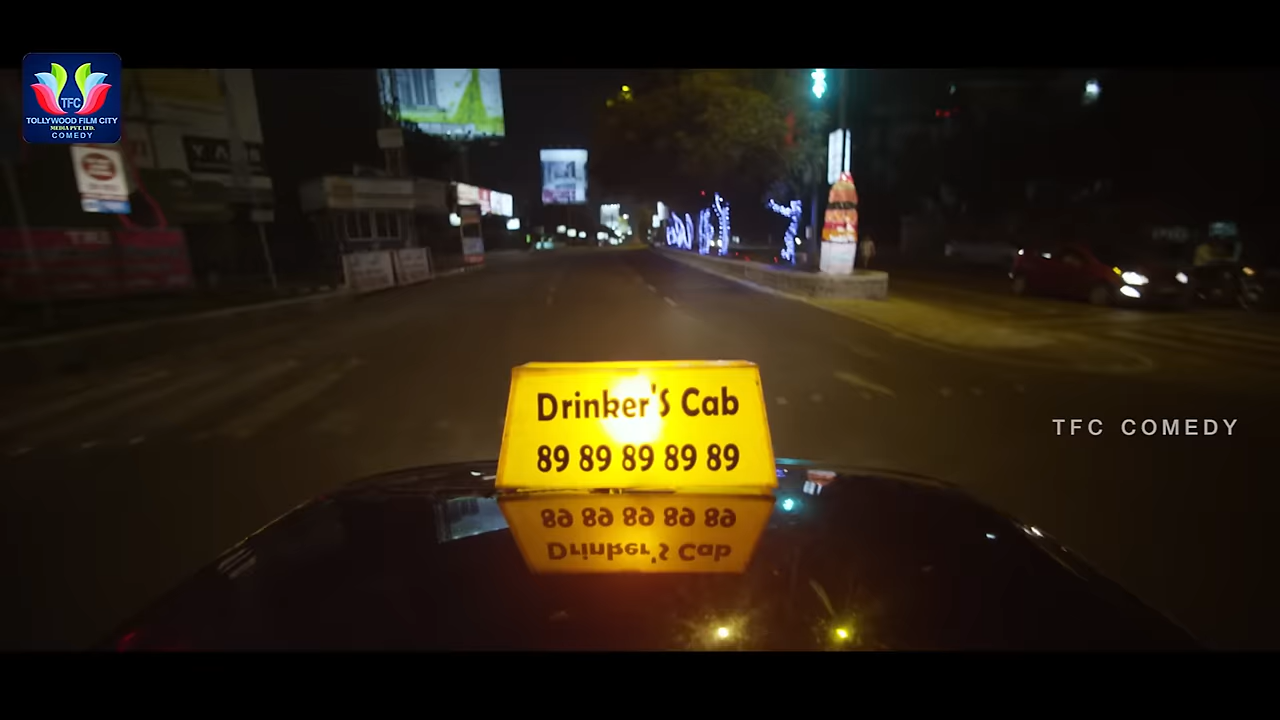 TFC
TOLLYWOOD FILM CITY
MEDIA PVT. LTD.
COMEDY
Drinker'S Cab
89 89 89 89 89
89 89 89 89 89
Drinker'S Cab
TFC COMEDY